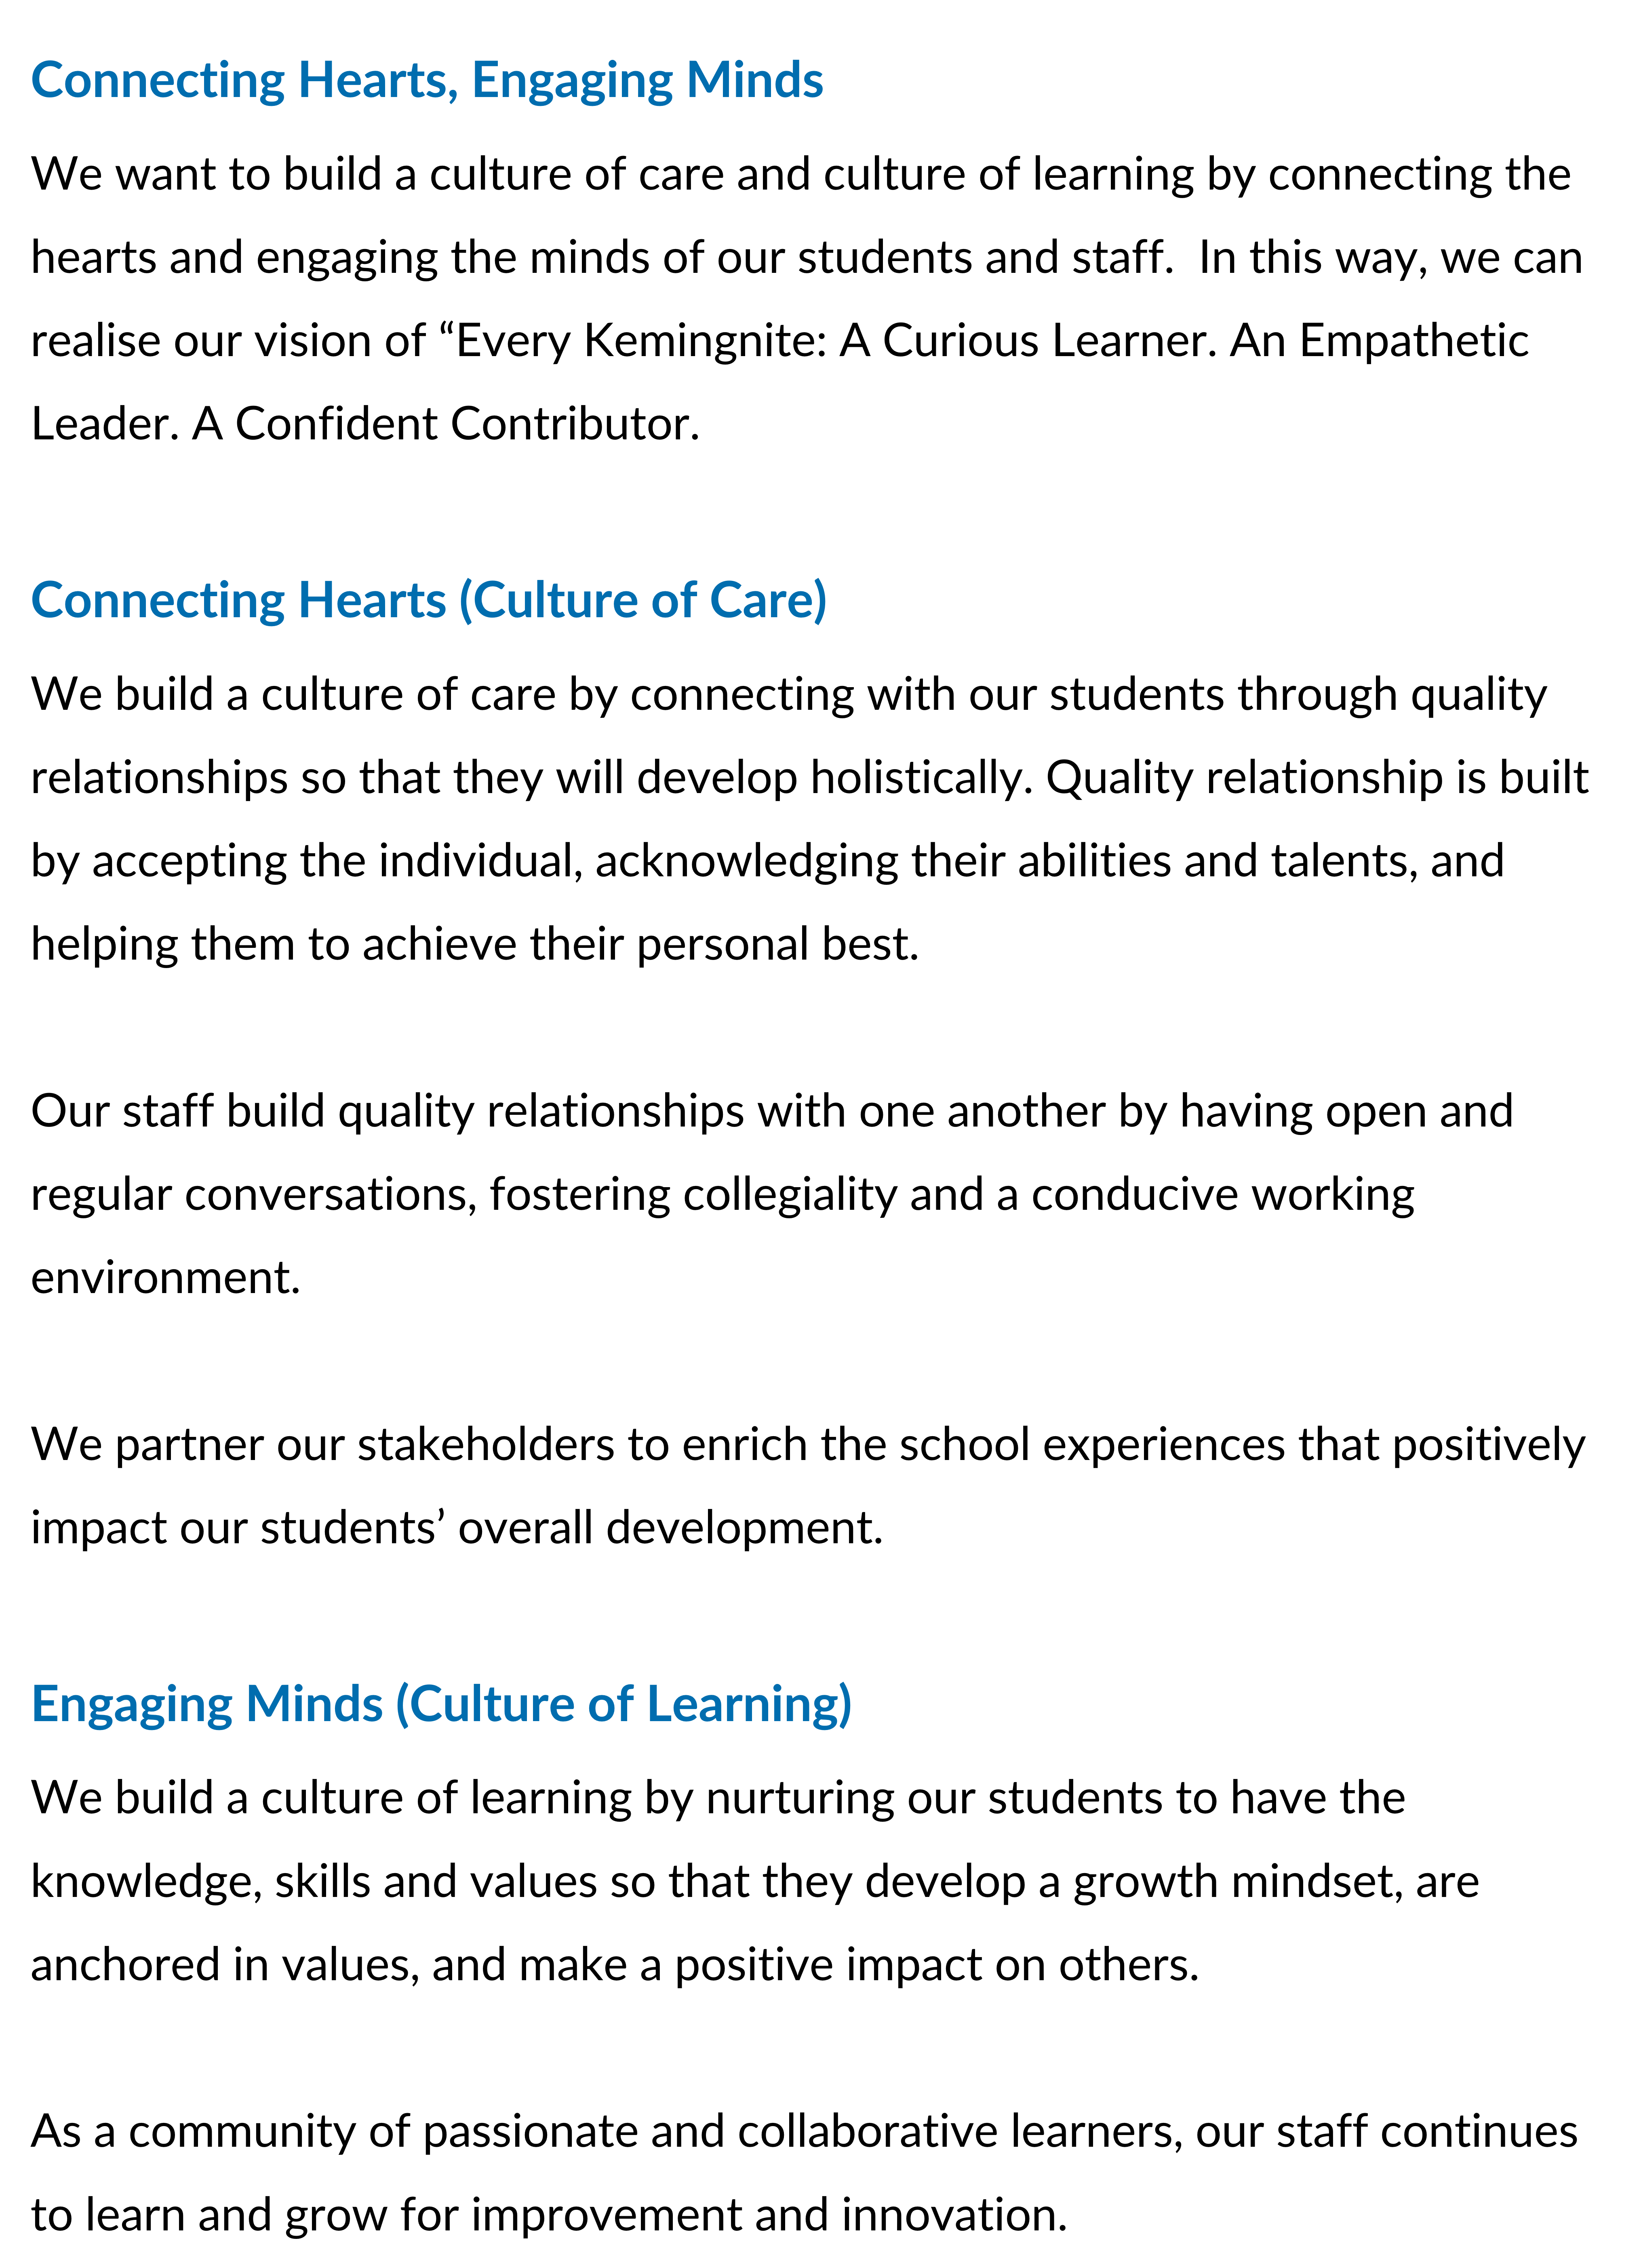 Connecting Hearts, Engaging Minds
We want to build a culture of care and culture of learning by connecting the
hearts and engaging the minds of our students and staff.  In this way, we can
realise our vision of “Every Kemingnite: A Curious Learner. An Empathetic
Leader. A Confident Contributor.
Connecting Hearts (Culture of Care)
We build a culture of care by connecting with our students through quality
relationships so that they will develop holistically. Quality relationship is built
by accepting the individual, acknowledging their abilities and talents, and
helping them to achieve their personal best.
Our staff build quality relationships with one another by having open and
regular conversations, fostering collegiality and a conducive working
environment.
We partner our stakeholders to enrich the school experiences that positively
impact our students’ overall development.
Engaging Minds (Culture of Learning)
We build a culture of learning by nurturing our students to have the
knowledge, skills and values so that they develop a growth mindset, are
anchored in values, and make a positive impact on others.
As a community of passionate and collaborative learners, our staff continues
to learn and grow for improvement and innovation.